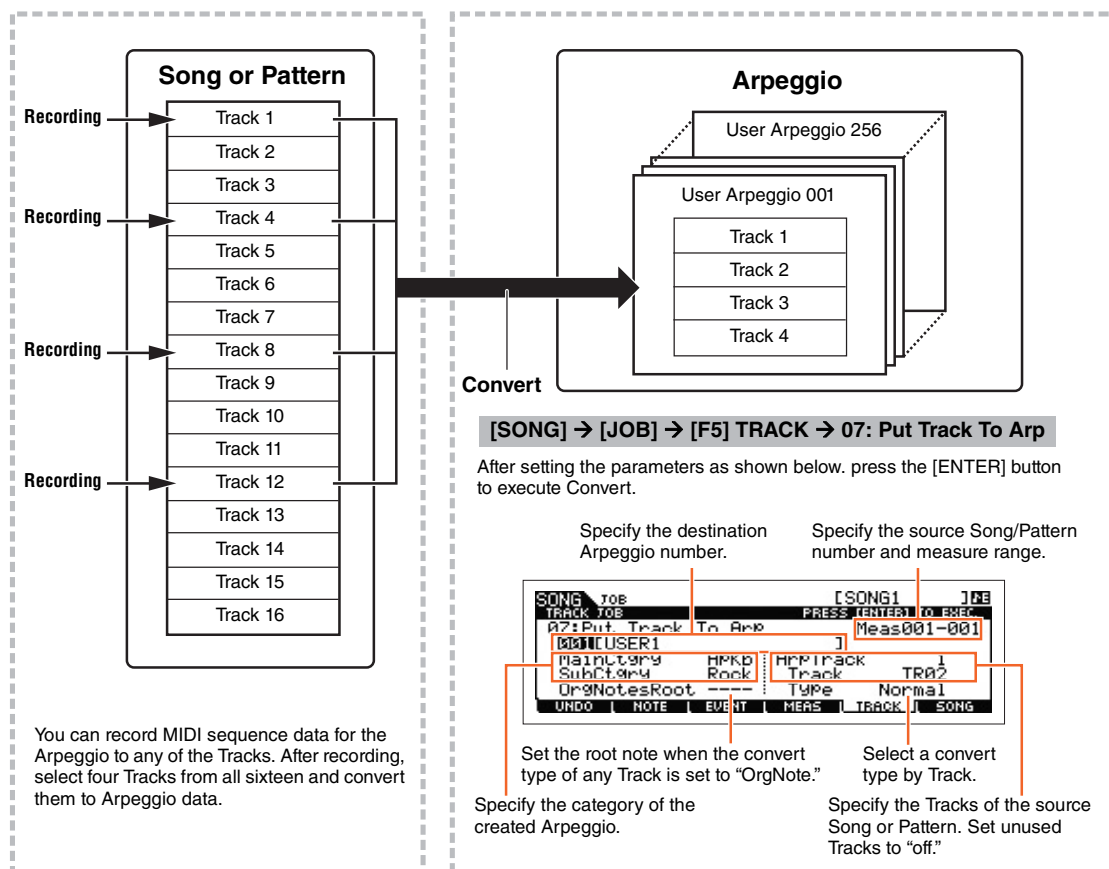 Song or Pattern
Recording
Track 1
Track 2
Track 3
Recording
Track 4
Track 5
Track 6
Track 7
Recording
Track 8
Track 9
Track 10
Track 11
Recording
Track 12
Track 13
Track 14
Track 15
Track 16
You can record MIDI sequence data for the
Arpeggio to any of the Tracks. After recording,
select four Tracks from all sixteen and convert
them to Arpeggio data.
Convert
Arpeggio
User Arpeggio 256
User Arpeggio 001
Track 1
Track 2
Track 3
Track 4
[SONG] → [JOB] → [F5] TRACK → 07: Put Track To Arp
After setting the parameters as shown below. press the [ENTER] button
to execute Convert.
Specify the destination
Arpeggio number.
Specify the source Song/Pattern
number and measure range.
SONG JOB [SONG1 ]
TRACK JOB PRESS [ENTER] TO EXEC.
07:Put Track To Arp Meas001-001
001[USER1 ]
MainCtgry ApKb ArpTrack 1
SubCtgry Rock Track TR02
OrgNotesRoot ---- Type Normal
UNDO NOTE EVENT MEAS TRACK SONG
Set the root note when the convert
type of any Track is set to “OrgNote.”
Select a convert
type by Track.
Specify the category of the
created Arpeggio.
Specify the Tracks of the source
Song or Pattern. Set unused
Tracks to “off.”